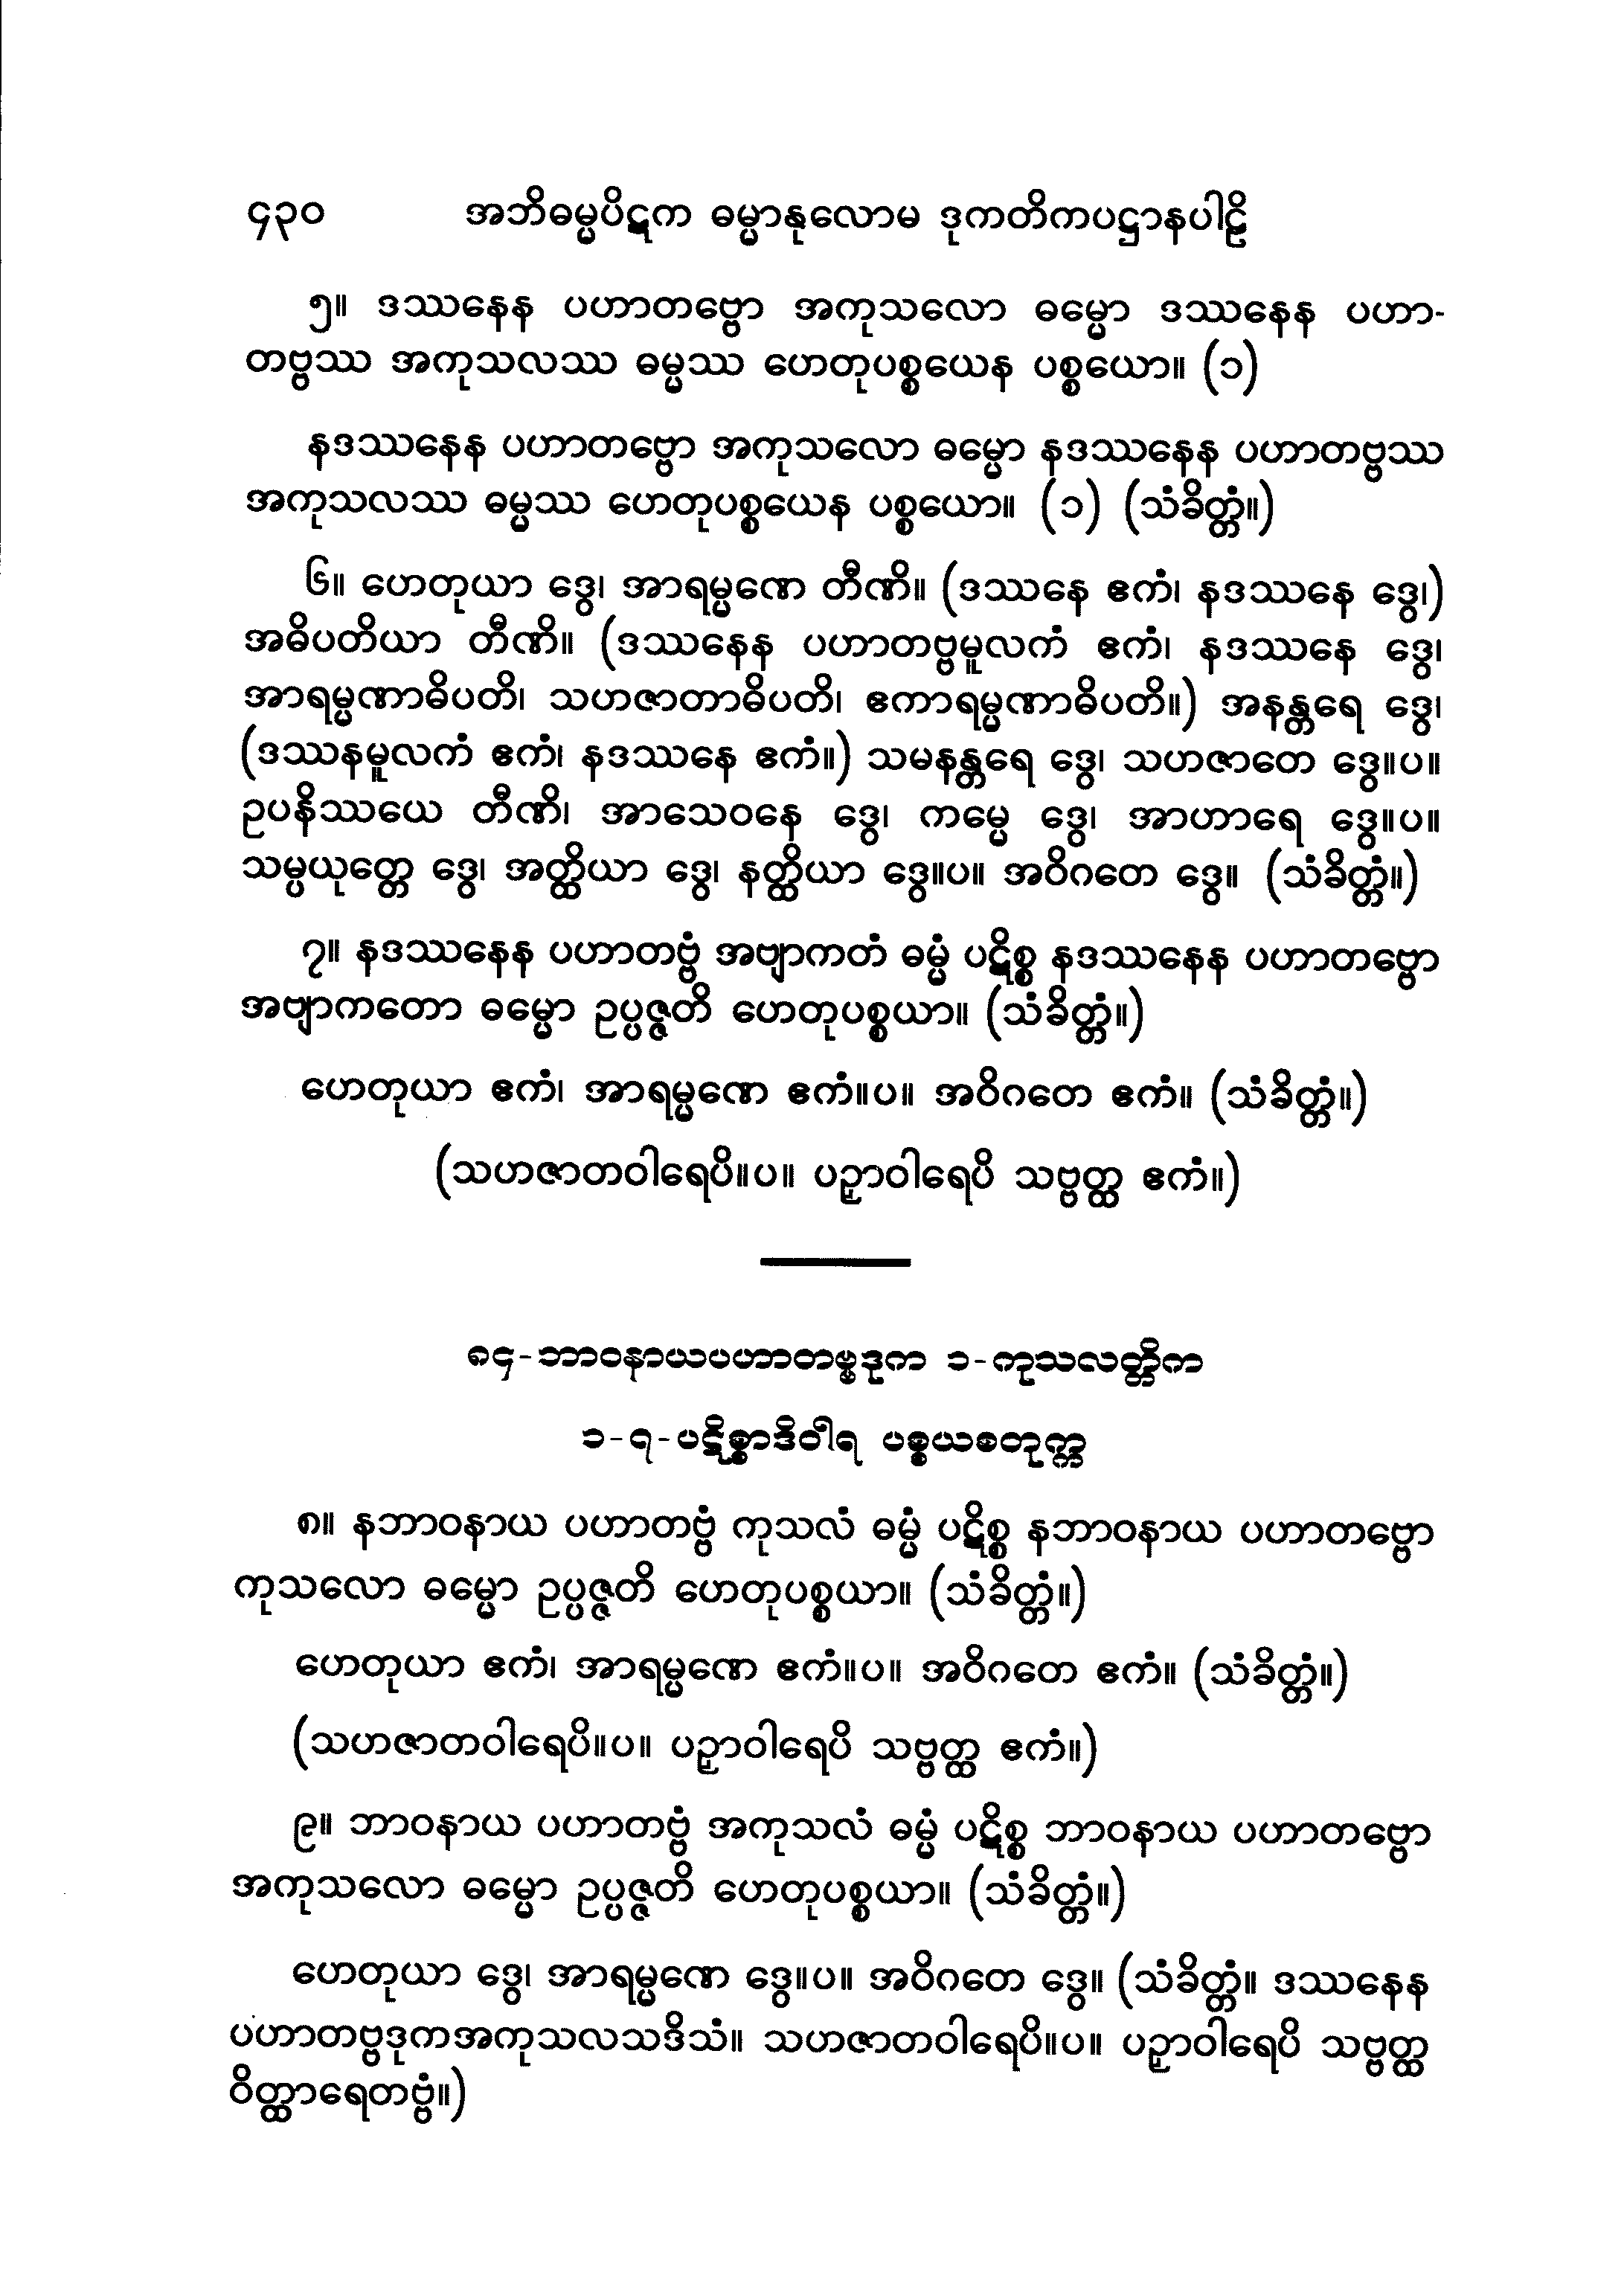 ၄၃၀ အဘိဓမ္မပိဋက ဓမ္မာနုလောမ ဒုကတိကပဋ္ဌာနပါဠိ
၅။ ဒဿနေန ပဟာတဗ္ဗော အကုသလော ဓမ္မော ဒဿနေန ပဟာ-
တဗ္ဗဿ အကုသလဿ ဓမ္မဿ ဟေတုပစ္စယေန ပစ္စယော။ (၁)
နဒဿနေန ပဟာတဗ္ဗော အကုသလော ဓမ္မော နဒဿနေန ပဟာတဗ္ဗဿ
အကုသလဿ ဓမ္မဿ ဟေတုပစ္စယေန ပစ္စယော။ (၁) (သံခိတ္တံ။)
၆။ ဟေတုယာ ဒွေ၊ အာရမ္မဏေ တီဏိ။ (ဒဿနေ ဧကံ၊ နဒဿနေ ဒွေ၊)
အဓိပတိယာ တီဏိ။ (ဒဿနေန ပဟာတဗ္ဗမူလကံ ဧကံ၊ နဒဿနေ ဒွေ၊
အာရမ္မဏာဓိပတိ၊ သဟဇာတာဓိပတိ၊ ဧကာရမ္မဏာဓိပတိ။) အနန္တရေ ဒွေ၊
(ဒဿနမူလကံ ဧကံ၊ နဒဿနေ ဧကံ။) သမနန္တရေ ဒွေ၊ သဟဇာတေ ဒွေ။ပ။
ဥပနိဿယေ တီဏိ၊ အာသေဝနေ ဒွေ၊ ကမ္မေ ဒွေ၊ အာဟာရေ ဒွေ။ပ။
သမ္ပယုတ္တေ ဒွေ၊ အတ္ထိယာ ဒွေ၊ နတ္ထိယာ ဒွေ။ပ။ အဝိဂတေ ဒွေ။ (သံခိတ္တံ။)
၇။ နဒဿနေန ပဟာတဗ္ဗံ အဗျာကတံ ဓမ္မံ ပဋိစ္စ နဒဿနေန ပဟာတဗ္ဗော
အဗျာကတော ဓမ္မော ဥပ္ပဇ္ဇတိ ဟေတုပစ္စယာ။ (သံခိတ္တံ။)
ဟေတုယာ ဧကံ၊ အာရမ္မဏေ ဧကံ။ပ။ အဝိဂတေ ဧကံ။ (သံခိတ္တံ။)
(သဟဇာတဝါရေပိ။ပ။ ပဉှာဝါရေပိ သဗ္ဗတ္ထ ဧကံ။)
၈၄-ဘာဝနာယပဟာတဗ္ဗဒုက ၁-ကုသလတ္တိက
၁-၇-ပဋိစ္စာဒိဝါရ ပစ္စယစတုက္က
၈။ နဘာဝနာယ ပဟာတဗ္ဗံ ကုသလံ ဓမ္မံ ပဋိစ္စ နဘာဝနာယ ပဟာတဗ္ဗော
ကုသလော ဓမ္မော ဥပ္ပဇ္ဇတိ ဟေတုပစ္စယာ။ (သံခိတ္တံ။)
ဟေတုယာ ဧကံ၊ အာရမ္မဏေ ဧကံ။ပ။ အဝိဂတေ ဧကံ။ (သံခိတ္တံ။)
(သဟဇာတဝါရေပိ။ပ။ ပဉှာဝါရေပိ သဗ္ဗတ္ထ ဧကံ။)
၉။ ဘာဝနာယ ပဟာတဗ္ဗံ အကုသလံ ဓမ္မံ ပဋိစ္စ ဘာဝနာယ ပဟာတဗ္ဗော
အကုသလော ဓမ္မော ဥပ္ပဇ္ဇတိ ဟေတုပစ္စယာ။ (သံခိတ္တံ။)
ဟေတုယာ ဒွေ၊ အာရမ္မဏေ ဒွေ။ပ။ အဝိဂတေ ဒွေ။ (သံခိတ္တံ။ ဒဿနေန
ပဟာတဗ္ဗဒုကအကုသလသဒိသံ။ သဟဇာတဝါရေပိ။ပ။ ပဉှာဝါရေပိ သဗ္ဗတ္ထ
ဝိတ္ထာရေတဗ္ဗံ။)